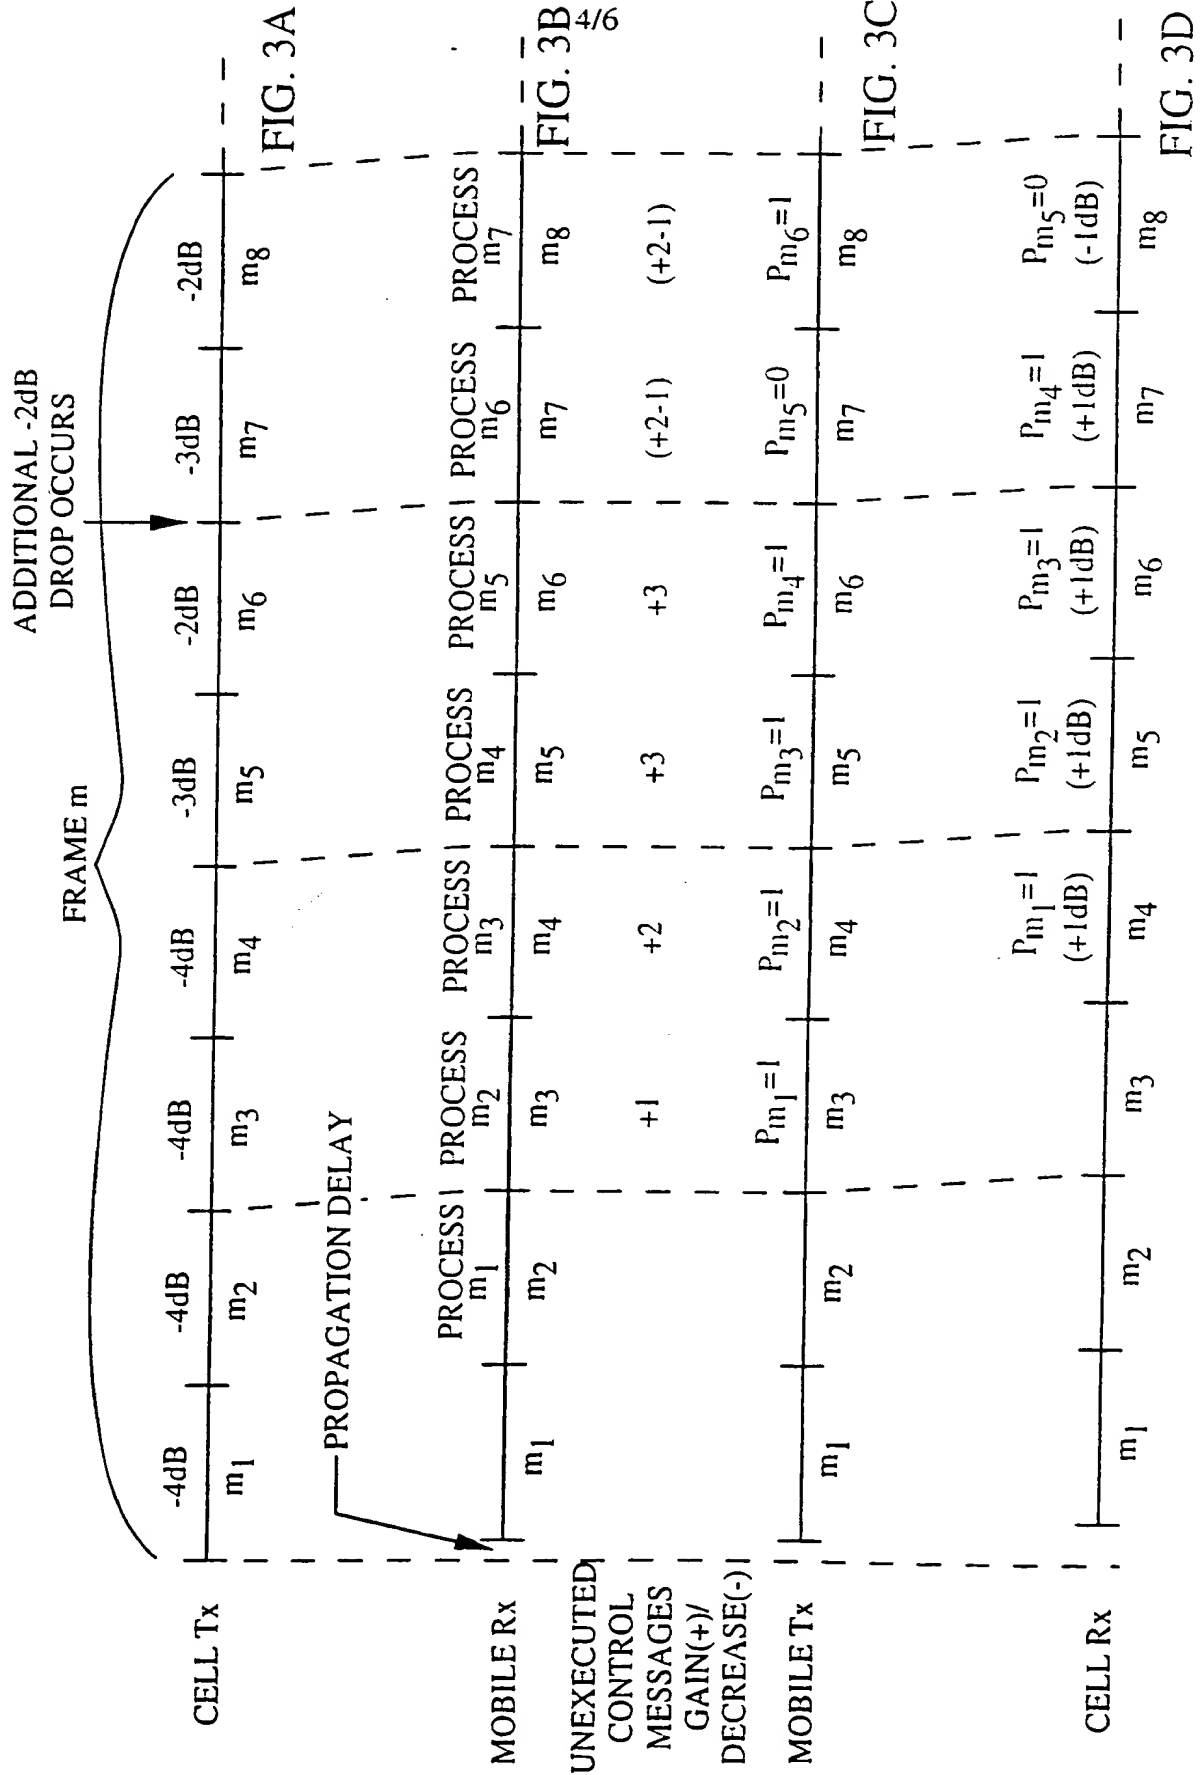 4/6
FRAME m
ADDITIONAL -2dB
DROP OCCURS
CELL Tx
-4dB -4dB -4dB -4dB -3dB -2dB -3dB -2dB
m1 m2 m3 m4 m5 m6 m7 m8
FIG. 3A
PROPAGATION DELAY
PROCESS PROCESS PROCESS PROCESS PROCESS PROCESS PROCESS
m1 m2 m3 m4 m5 m6 m7
MOBILE Rx
m1 m2 m3 m4 m5 m6 m7 m8
FIG. 3B
UNEXECUTED
CONTROL
MESSAGES
GAIN(+)/
DECREASE(-)
+1 +2 +3 +3 (+2-1) (+2-1)
Pm1=1 Pm2=1 Pm3=1 Pm4=1 Pm5=0 Pm6=1
MOBILE Tx
m1 m2 m3 m4 m5 m6 m7 m8
FIG. 3C
Pm1=1 Pm2=1 Pm3=1 Pm4=1 Pm5=0
(+1dB) (+1dB) (+1dB) (+1dB) (-1dB)
CELL Rx
m1 m2 m3 m4 m5 m6 m7 m8
FIG. 3D